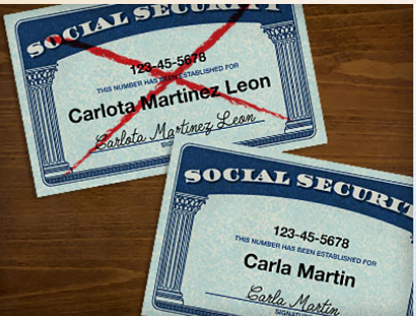 SOCIAL SECURITY
123-45-5678
THIS NUMBER HAS BEEN ESTABLISHED FOR
Carlota Martinez Leon
Carlota Martinez Leon
SOCIAL SECURIT
123-45-5678
THIS NUMBER HAS BEEN ESTABLISHED FOR
Carla Martin
Carla Martin
SIGNATURE